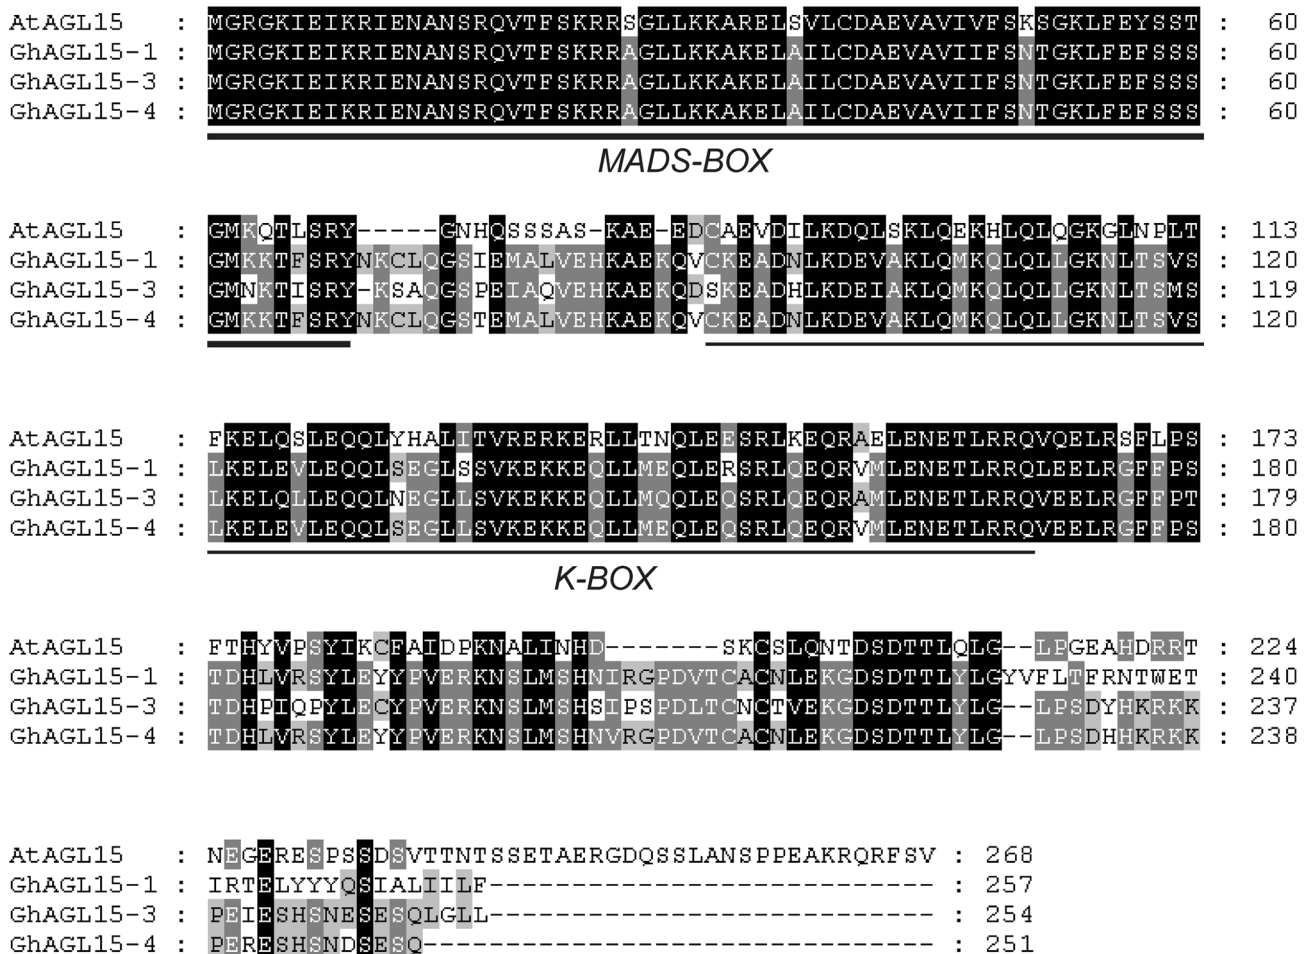 AtAGL15 : MGRGKIEIKRIENANSRQVTFSKRRSGLLKKARELSVLCDAEVAVIVFSKSGKLFEYSST : 60
GhAGL15-1 : MGRGKIEIKRIENANSRQVTFSKRRAGLLKKAKELAILCDAEVAVIIFSNTGKLFEFSSS : 60
GhAGL15-3 : MGRGKIEIKRIENANSRQVTFSKRRAGLLKKAKELAILCDAEVAVIIFSNTGKLFEFSSS : 60
GhAGL15-4 : MGRGKIEIKRIENANSRQVTFSKRRAGLLKKAKELAILCDAEVAVIIFSNTGKLFEFSSS : 60
MADS-BOX
AtAGL15 : GMKQTLSRY-----GNHQSSSAS-KAE-EDCAEVDILKDQLSKLQEKHLQLQGKGLNPLT : 113
GhAGL15-1 : GMKKTFSRYNKCLQGSIEMALVEHKAEKQVCKEADNLKDEVAKLQMKQLQLLGKNLTSVS : 120
GhAGL15-3 : GMNKTISRY-KSAQGSPEIAQVEHKAEKQDSKEADHLKDEIAKLQMKQLQLLGKNLTSMS : 119
GhAGL15-4 : GMKKTFSRYNKCLQGSTEMALVEHKAEKQVCKEADNLKDEVAKLQMKQLQLLGKNLTSVS : 120
AtAGL15 : FKELQSLEQQLYHALITVRERKERLLTNQLEESRLKEQRAELENETLRRQVQELRSFLPS : 173
GhAGL15-1 : LKELEVLEQQLSEGLSSVKEKKEQLLMEQLERSRLQEQRVMLENETLRRQLEELRGFFPS : 180
GhAGL15-3 : LKELQLLEQQLNEGLLSVKEKKEQLLMQQLEQSRLQEQRAMLENETLRRQVEELRGFFPT : 179
GhAGL15-4 : LKELEVLEQQLSEGLLSVKEKKEQLLMEQLEQSRLQEQRVMLENETLRRQVEELRGFFPS : 180
K-BOX
AtAGL15 : FTHYVPSYIKCFAIDPKNALINHD-------SKCSLQNTDSDTTLQLG--LPGEAHDRRT : 224
GhAGL15-1 : TDHLVRSYLEYYPVERKNSLMSHNIRGPDVTCACNLEKGDSDTTLYLGYVFLTFRNTWET : 240
GhAGL15-3 : TDHPIQPYLECYPVERKNSLMSHSIPSPDLTCNCTVEKGDSDTTLYLG--LPSDYHKRKK : 237
GhAGL15-4 : TDHLVRSYLEYYPVERKNSLMSHNVRGPDVTCACNLEKGDSDTTLYLG--LPSDHHKRKK : 238
AtAGL15 : NEGERESPSSDSVTTNTSSETAERGDQSSLANSPPEAKRQRFSV : 268
GhAGL15-1 : IRTELYYYQSIALIILF--------------------------- : 257
GhAGL15-3 : PEIESHSNESESQLGLL--------------------------- : 254
GhAGL15-4 : PERESHSNDSESQ------------------------------- : 251